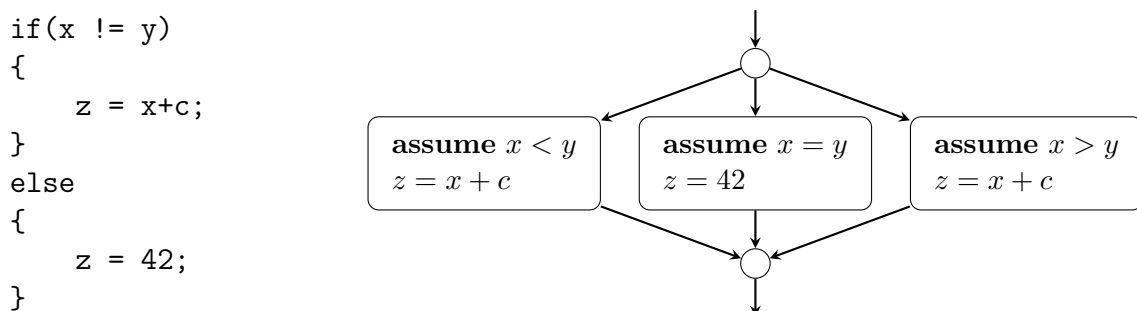 if(x != y)
{
    z = x+c;
}
else
{
    z = 42;
}
assume x < y
z = x + c
assume x = y
z = 42
assume x > y
z = x + c